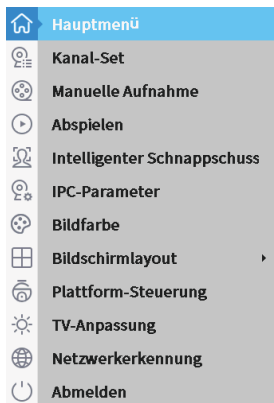 Hauptmenü
Kanal-Set
Manuelle Aufnahme
Abspielen
Intelligenter Schnappschuss
IPC-Parameter
Bildfarbe
Bildschirmlayout
Plattform-Steuerung
TV-Anpassung
Netzwerkerkennung
Abmelden